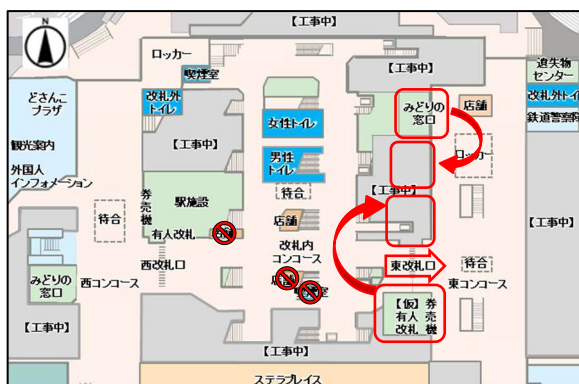 【工事中】
ロッカー
喫煙室
【工事中】
遺失物
センター
どさんこ
プラザ
改札外
トイレ
みどりの
窓口
店舗
改札外トイレ
女性トイレ
鉄道警察隊
観光案内
【工事中】
ロッカー
男性
トイレ
外国人
インフォメーション
券売機
駅施設
待合
【工事中】
【工事中】
待合
店舗
有人改札
改札内
コンコース
西改札口
東改札口
待合
みどりの
窓口
西コンコース
東コンコース
【仮】券売機
有人
改札
【工事中】
【工事中】
ステラプレイス